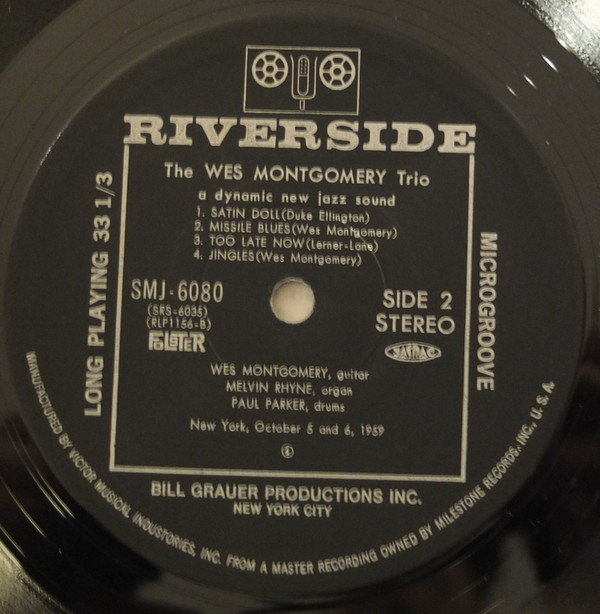 RIVERSIDE
The WES MONTGOMERY Trio
a dynamic new jazz sound
1. SATIN DOLL(Duke Ellington)
2. MISSILE BLUES(Wes Montgomery)
3. TOO LATE NOW(Lerner-Lane)
4. JINGLES(Wes Montgomery)
LONG PLAYING 33 1/3
MICROGROOVE
SMJ-6080
(SRS-6035)
(RLP1156-B)
SIDE 2
STEREO
JASRAC
WES MONTGOMERY, guitar
MELVIN RHYNE, organ
PAUL PARKER, drums
New York, October 5 and 6, 1959
BILL GRAUER PRODUCTIONS INC.
NEW YORK CITY
MANUFACTURED BY VICTOR MUSICAL INDUSTORIES, INC. FROM A MASTER RECORDING OWNED BY MILESTONE RECORDS, INC., U. S. A.